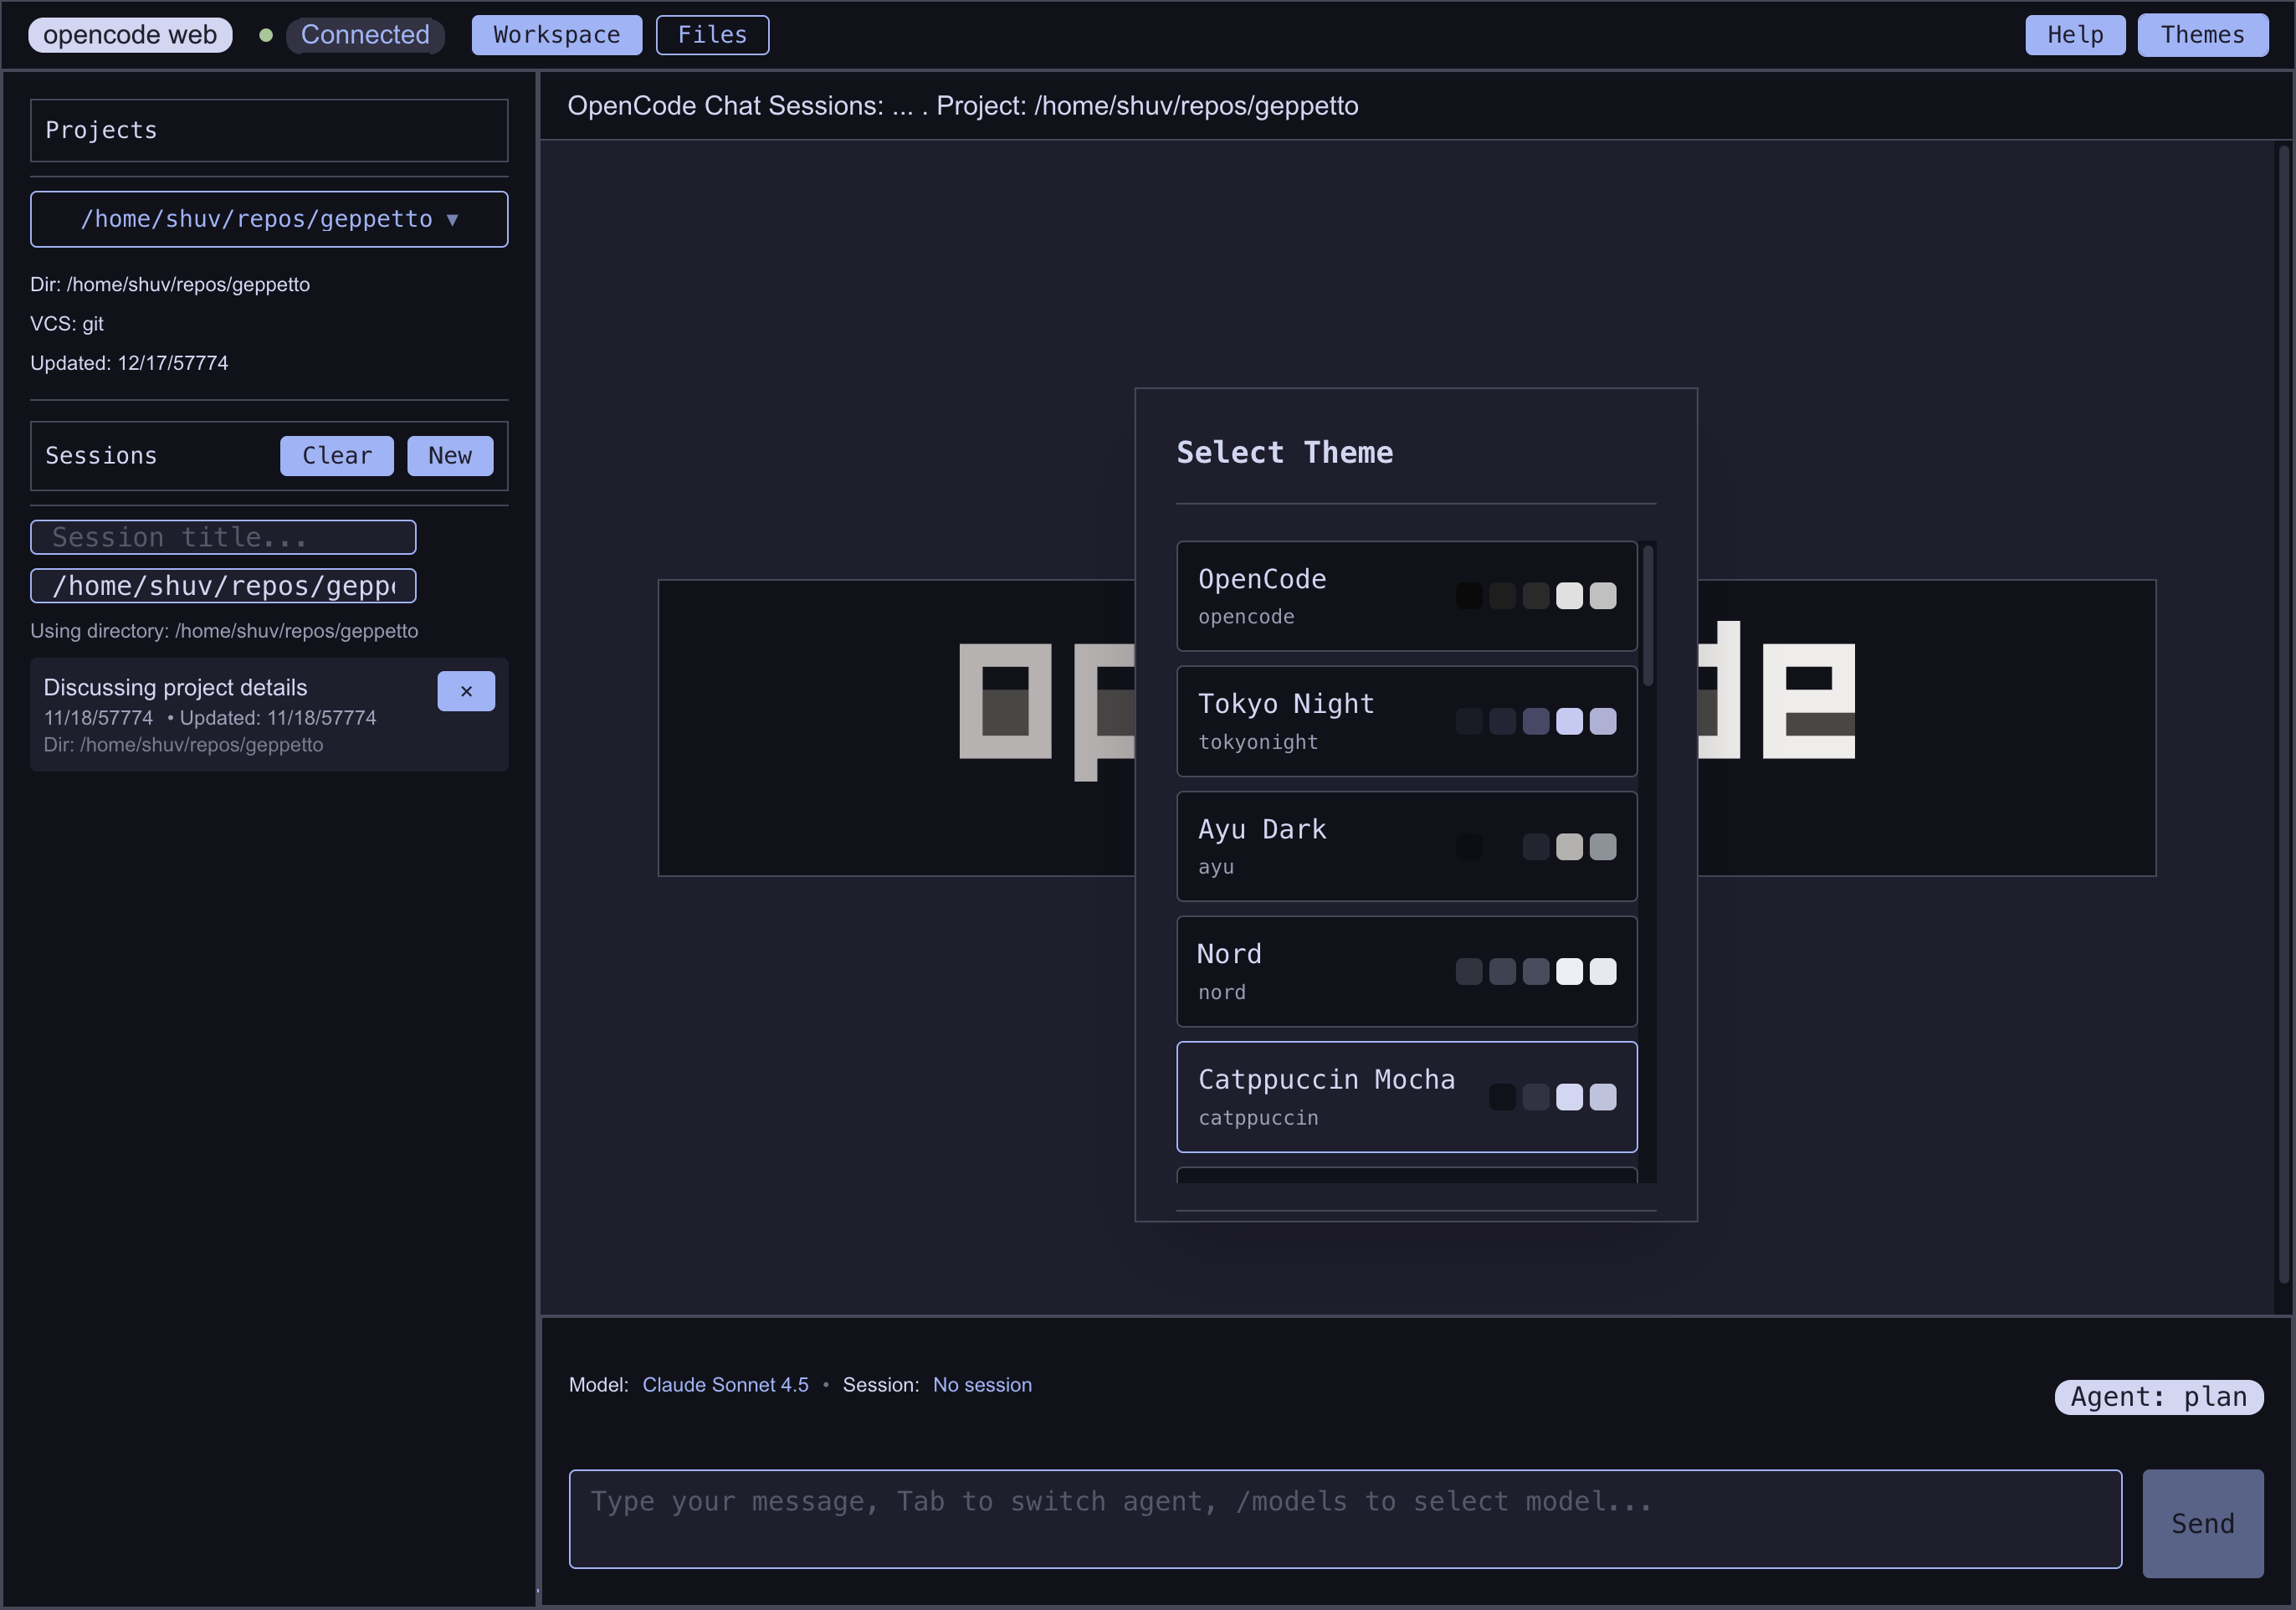 opencode web Connected Workspace Files Help Themes
Projects
/home/shuv/repos/geppetto ▼
Dir: /home/shuv/repos/geppetto
VCS: git
Updated: 12/17/57774
Sessions Clear New
Session title...
/home/shuv/repos/gepp
Using directory: /home/shuv/repos/geppetto
Discussing project details ×
11/18/57774 • Updated: 11/18/57774
Dir: /home/shuv/repos/geppetto
OpenCode Chat Sessions: ... . Project: /home/shuv/repos/geppetto
op de
Select Theme
OpenCode
opencode
Tokyo Night
tokyonight
Ayu Dark
ayu
Nord
nord
Catppuccin Mocha
catppuccin
Model: Claude Sonnet 4.5 • Session: No session
Agent: plan
Type your message, Tab to switch agent, /models to select model...
Send